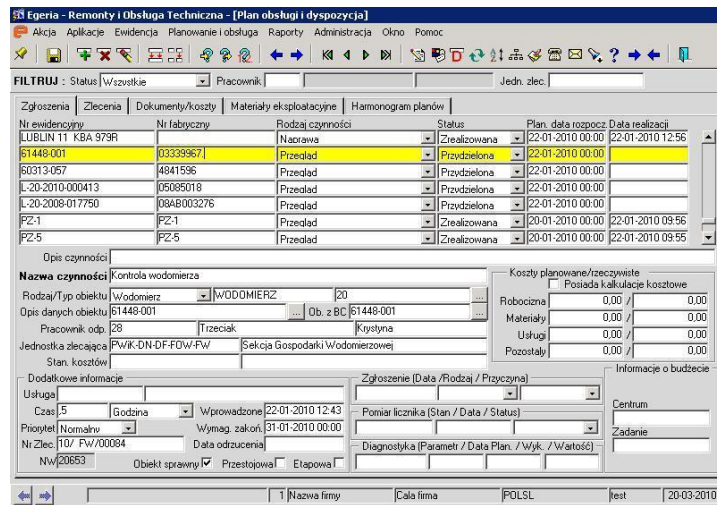 Egeria - Remonty i Obsługa Techniczna - [Plan obsługi i dyspozycja]
Akcja Aplikacje Ewidencja Planowanie i obsługa Raporty Administracja Okno Pomoc
FILTRUJ : Status Wszystkie Pracownik Jedn. zlec.
Zgłoszenia Zlecenia Dokumenty/koszty Materiały eksploatacyjne Harmonogram planów
Nr ewidencyjny Nr fabryczny Rodzaj czynności Status Plan. data rozpocz. Data realizacji
LUBLIN 11 KBA 979R Naprawa Zrealizowana 22-01-2010 00:00 22-01-2010 12:56
61448-001 03339967. Przegląd Przydzielona 22-01-2010 00:00
60313-057 4841596 Przegląd Przydzielona 22-01-2010 00:00
L-20-2010-000413 05085018 Przegląd Przydzielona 22-01-2010 00:00
L-20-2008-017750 08AB003276 Przegląd Przydzielona 22-01-2010 00:00
PZ-1 PZ-1 Przegląd Zrealizowana 20-01-2010 00:00 22-01-2010 09:56
PZ-5 PZ-5 Przegląd Zrealizowana 20-01-2010 00:00 22-01-2010 09:55
Opis czynności
Nazwa czynności Kontrola wodomierza Koszty planowane/rzeczywiste
Posiada kalkulacje kosztowe
Rodzaj/Typ obiektu Wodomierz WODOMIERZ 20 ...
Robocizna 0,00 / 0,00
Opis danych obiektu 61448-001 ... Ob. z BC 61448-001 ...
Materiały 0,00 / 0,00
Pracownik odp. 28 Trzeciak Krystyna
Usługi 0,00 / 0,00
Jednostka zlecająca PWiK-DN-DF-FOW-FW Sekcja Gospodarki Wodomierzowej
Pozostały 0,00 / 0,00
Stan. kosztów
Dodatkowe informacje Zgłoszenie (Data /Rodzaj / Przyczyna) Informacje o budżecie
Usługa
Czas ,5 Godzina Wprowadzone 22-01-2010 12:43 Pomiar licznika (Stan / Data / Status) Centrum
Priorytet Normalny Wymag. zakoń. 31-01-2010 00:00 Zadanie
Nr Zlec. 10/ FW/00084 Data odrzucenia Diagnostyka (Parametr / Data Plan. / Wyk. / Wartość)
NW 20653 Obiekt sprawny Przestojowa Etapowa
1 Nazwa firmy Cala firma POLSL test 20-03-2010